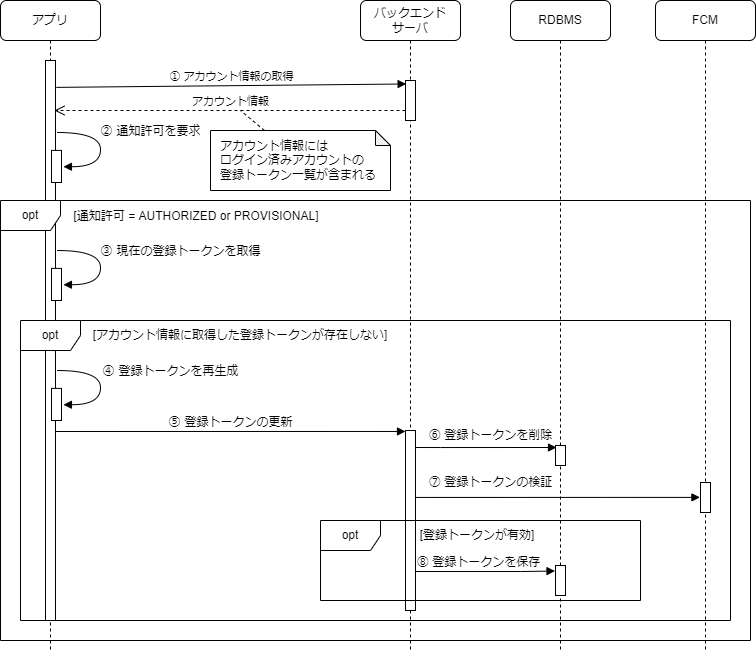 アプリ
バックエンド
サーバ
RDBMS
FCM
① アカウント情報の取得
アカウント情報
② 通知許可を要求
アカウント情報には
ログイン済みアカウントの
登録トークン一覧が含まれる
opt
[通知許可 = AUTHORIZED or PROVISIONAL]
③ 現在の登録トークンを取得
opt
[アカウント情報に取得した登録トークンが存在しない]
④ 登録トークンを再生成
⑤ 登録トークンの更新
⑥ 登録トークンを削除
⑦ 登録トークンの検証
opt
[登録トークンが有効]
⑧ 登録トークンを保存